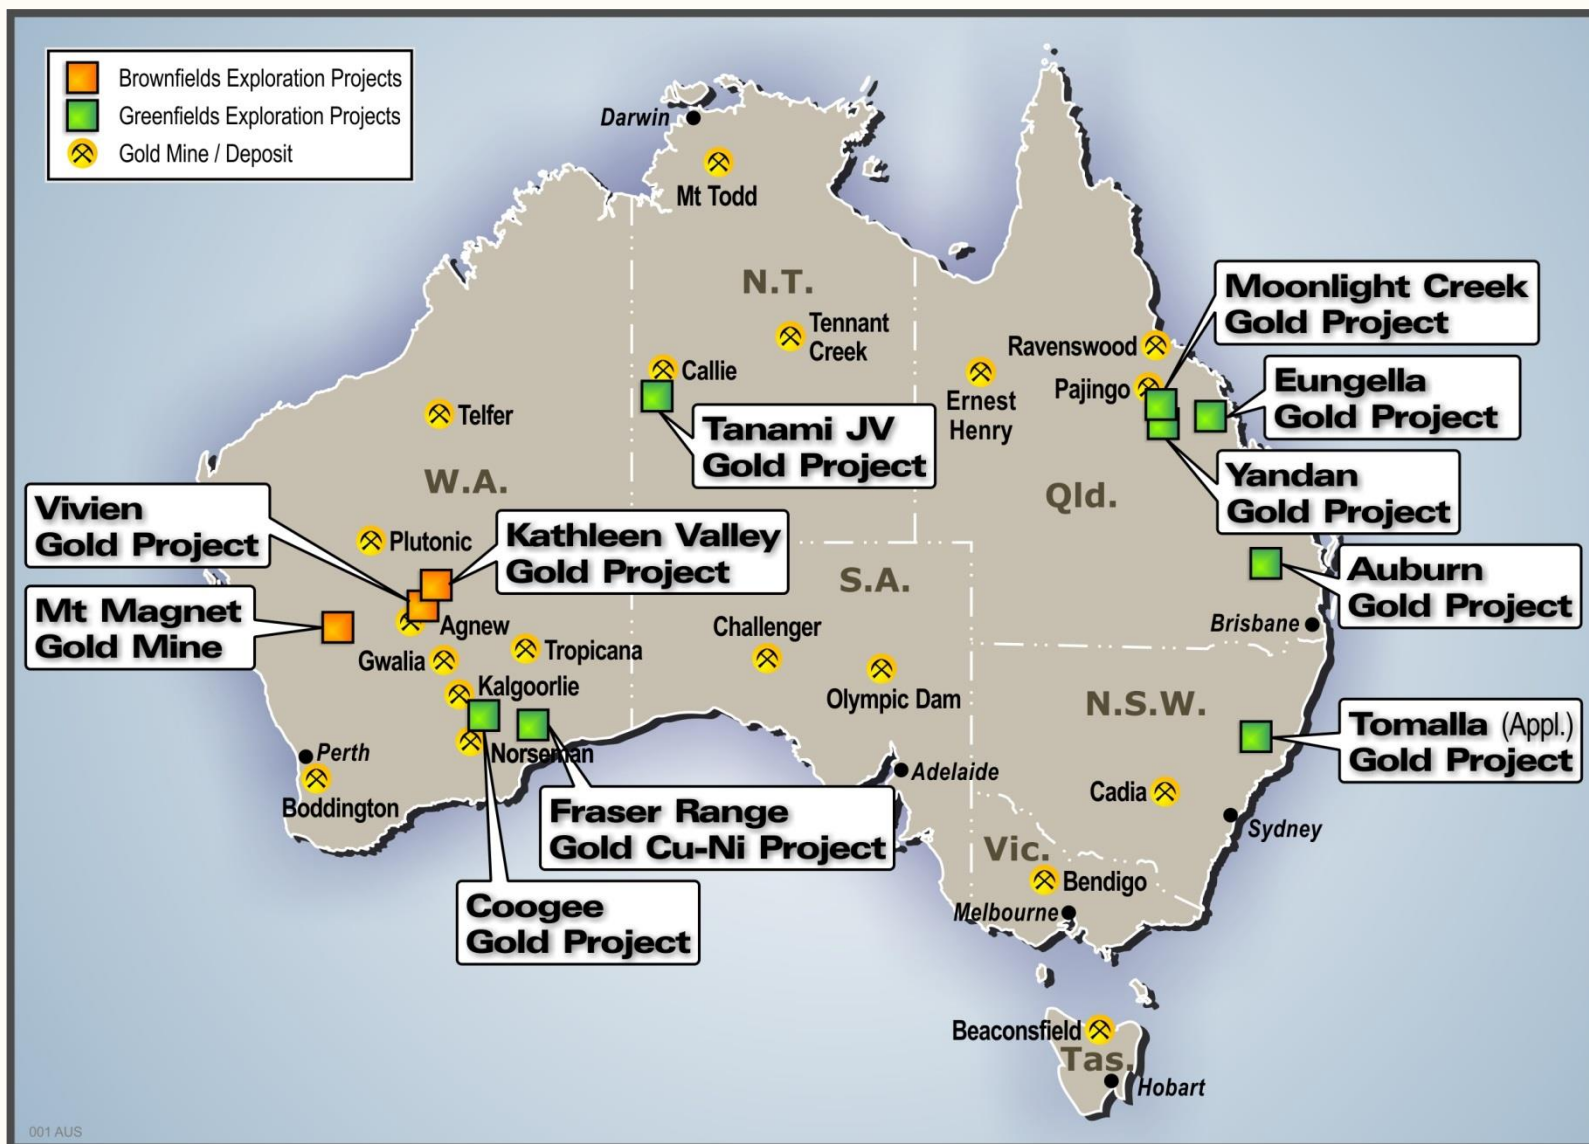 Brownfields Exploration Projects
Greenfields Exploration Projects
Gold Mine / Deposit
Darwin
Mt Todd
N.T.
Tennant
Creek
Callie
Tanami JV
Gold Project
Telfer
W.A.
Ravenswood
Pajingo
Ernest
Henry
Qld.
Moonlight Creek
Gold Project
Eungella
Gold Project
Yandan
Gold Project
Auburn
Gold Project
Brisbane
Vivien
Gold Project
Plutonic
Kathleen Valley
Gold Project
Mt Magnet
Gold Mine
Agnew
Gwalia
Tropicana
Kalgoorlie
Norseman
Perth
Boddington
S.A.
Challenger
Olympic Dam
Adelaide
Fraser Range
Gold Cu-Ni Project
Coogee
Gold Project
N.S.W.
Tomalla (Appl.)
Gold Project
Cadia
Sydney
Vic.
Bendigo
Melbourne
Beaconsfield
Tas.
Hobart
001 AUS